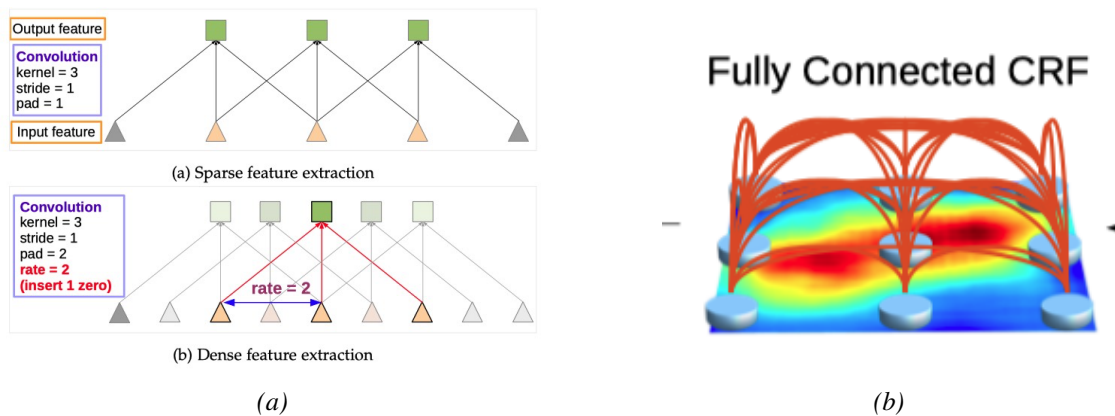 Output feature
Convolution
kernel = 3
stride = 1
pad = 1
Input feature
(a) Sparse feature extraction
Convolution
kernel = 3
stride = 1
pad = 2
rate = 2
(insert 1 zero)
rate = 2
(b) Dense feature extraction
(a)
Fully Connected CRF
(b)